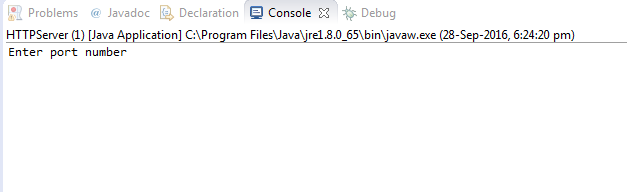 Problems @ Javadoc Declaration Console Debug
HTTPServer (1) [Java Application] C:\Program Files\Java\jre1.8.0_65\bin\javaw.exe (28-Sep-2016, 6:24:20 pm)
Enter port number